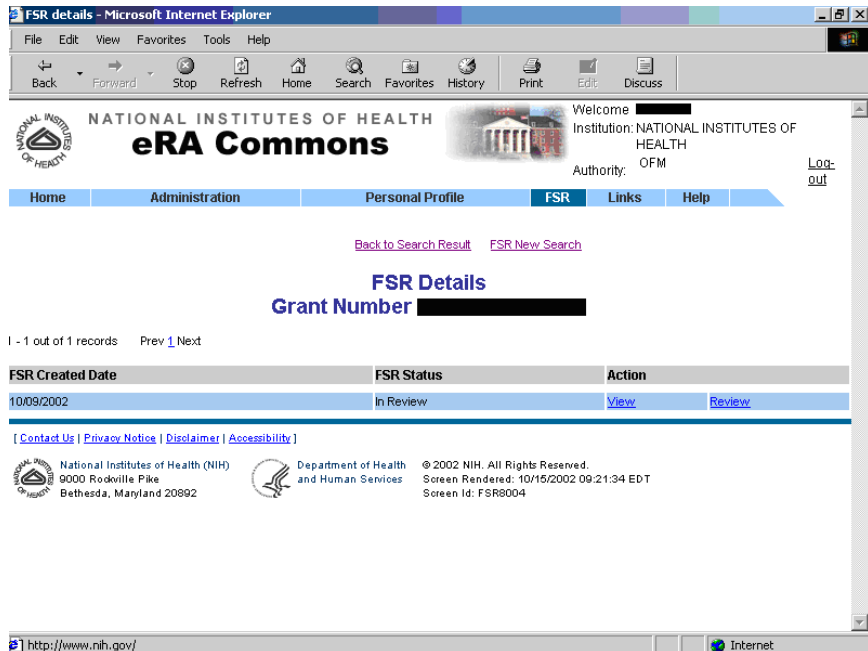 FSR details - Microsoft Internet Explorer
File Edit View Favorites Tools Help
Back Forward Stop Refresh Home Search Favorites History Print Edit Discuss
NATIONAL INSTITUTES OF HEALTH
eRA Commons
Welcome
Institution: NATIONAL INSTITUTES OF HEALTH
Authority: OFM
Log-out
Home Administration Personal Profile FSR Links Help
Back to Search Result FSR New Search
FSR Details
Grant Number
1 - 1 out of 1 records Prev 1 Next
FSR Created Date FSR Status Action
10/09/2002 In Review View Review
[ Contact Us | Privacy Notice | Disclaimer | Accessibility ]
National Institutes of Health (NIH)
9000 Rockville Pike
Bethesda, Maryland 20892
Department of Health
and Human Services
© 2002 NIH. All Rights Reserved.
Screen Rendered: 10/15/2002 09:21:34 EDT
Screen Id: FSR8004
http://www.nih.gov/ Internet